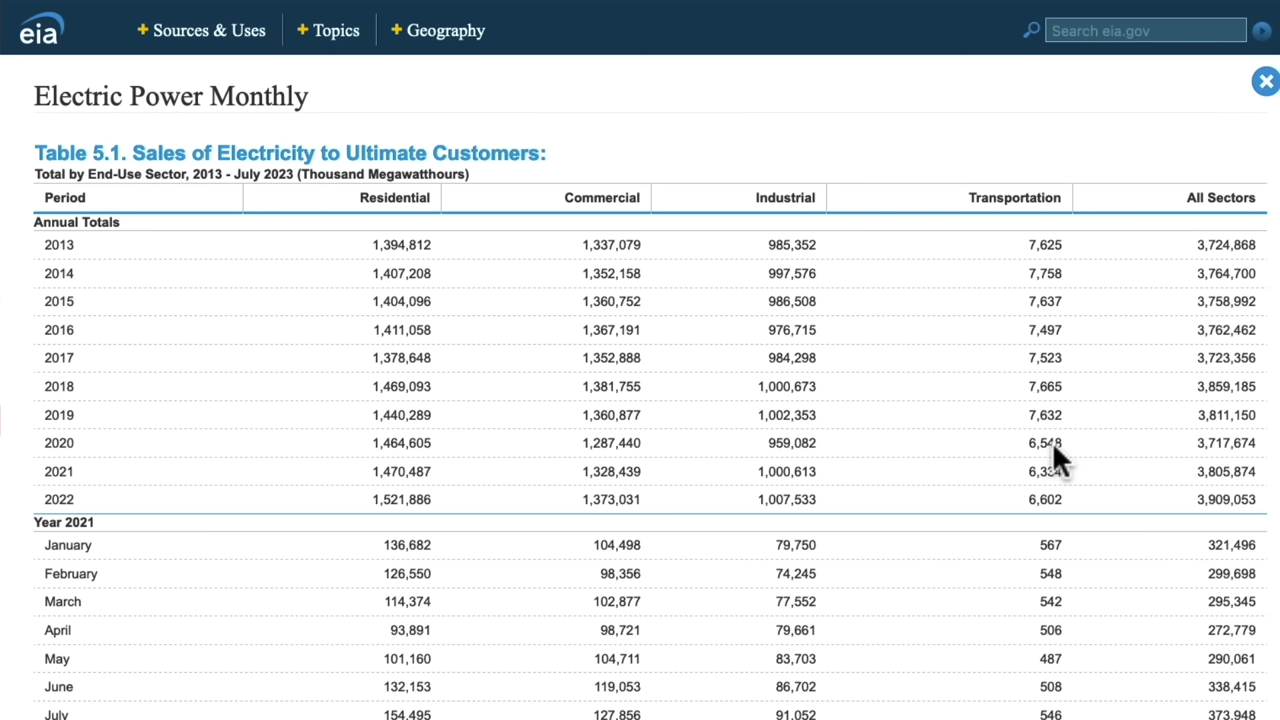 eia
+ Sources & Uses + Topics + Geography Search eia.gov
Electric Power Monthly
Table 5.1. Sales of Electricity to Ultimate Customers:
Total by End-Use Sector, 2013 - July 2023 (Thousand Megawatthours)
Period Residential Commercial Industrial Transportation All Sectors
Annual Totals
2013 1,394,812 1,337,079 985,352 7,625 3,724,868
2014 1,407,208 1,352,158 997,576 7,758 3,764,700
2015 1,404,096 1,360,752 986,508 7,637 3,758,992
2016 1,411,058 1,367,191 976,715 7,497 3,762,462
2017 1,378,648 1,352,888 984,298 7,523 3,723,356
2018 1,469,093 1,381,755 1,000,673 7,665 3,859,185
2019 1,440,289 1,360,877 1,002,353 7,632 3,811,150
2020 1,464,605 1,287,440 959,082 6,548 3,717,674
2021 1,470,487 1,328,439 1,000,613 3,805,874
2022 1,521,886 1,373,031 1,007,533 6,602 3,909,053
Year 2021
January 136,682 104,498 79,750 567 321,496
February 126,550 98,356 74,245 548 299,698
March 114,374 102,877 77,552 542 295,345
April 93,891 98,721 79,661 506 272,779
May 101,160 104,711 83,703 487 290,061
June 132,153 119,053 86,702 508 338,415
July 154,495 127,856 91,052 546 373,948